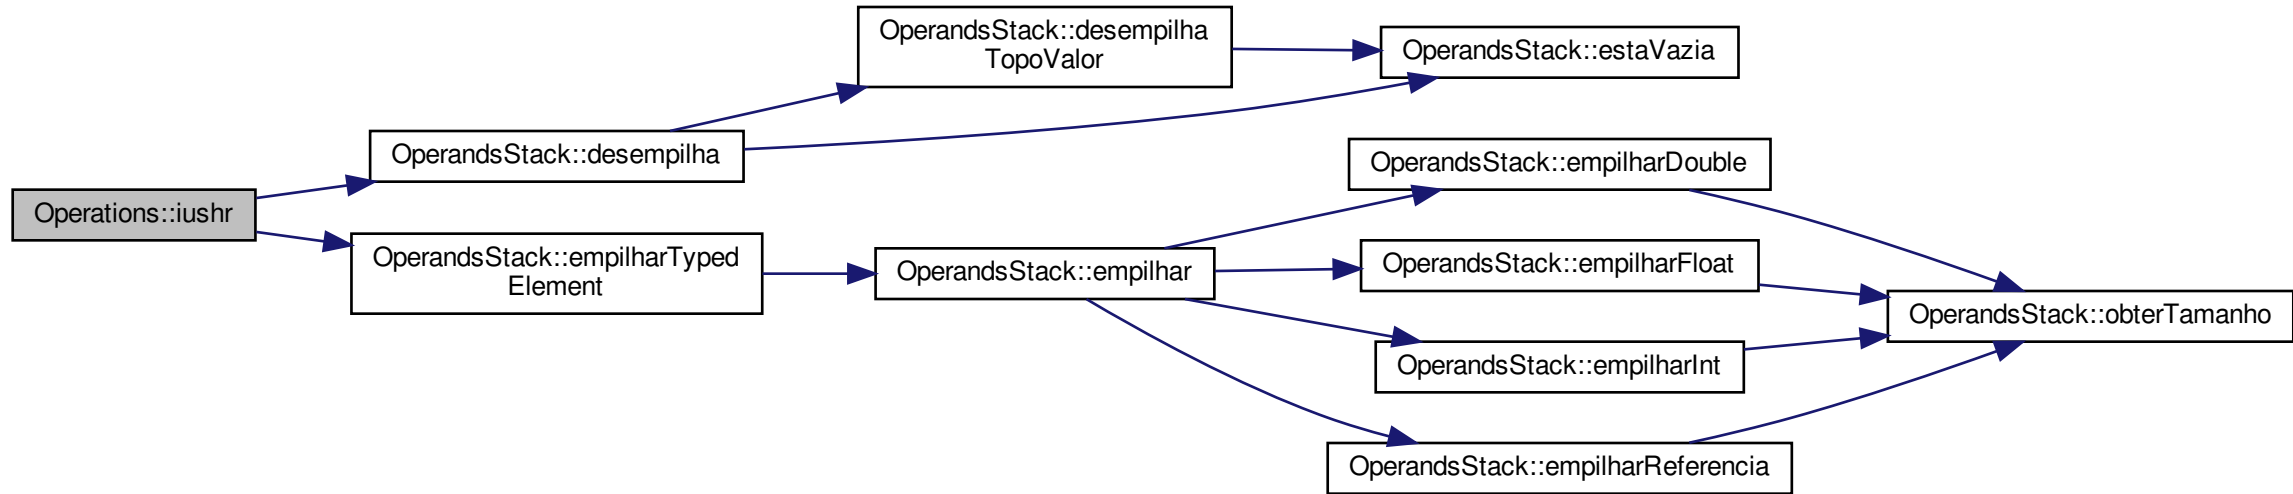 OperandsStack::desempilha
TopoValor
OperandsStack::estaVazia
OperandsStack::desempilha
OperandsStack::empilharDouble
Operations::iushr
OperandsStack::empilharTyped
Element
OperandsStack::empilhar
OperandsStack::empilharFloat
OperandsStack::obterTamanho
OperandsStack::empilharInt
OperandsStack::empilharReferencia